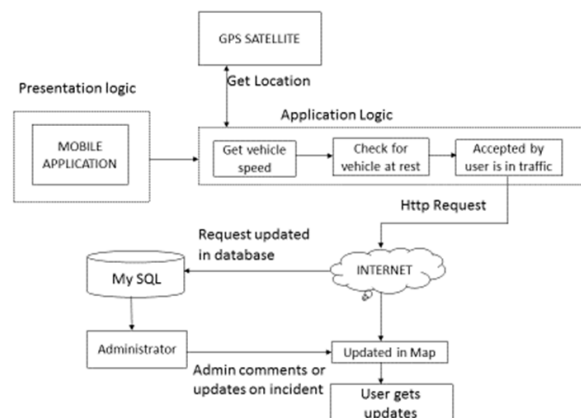 GPS SATELLITE
Get Location
Presentation logic
Application Logic
MOBILE
APPLICATION
Get vehicle
speed
Check for
vehicle at rest
Accepted by
user is in traffic
Http Request
Request updated
in database
INTERNET
My SQL
Administrator
Updated in Map
Admin comments or
updates on incident
User gets
updates